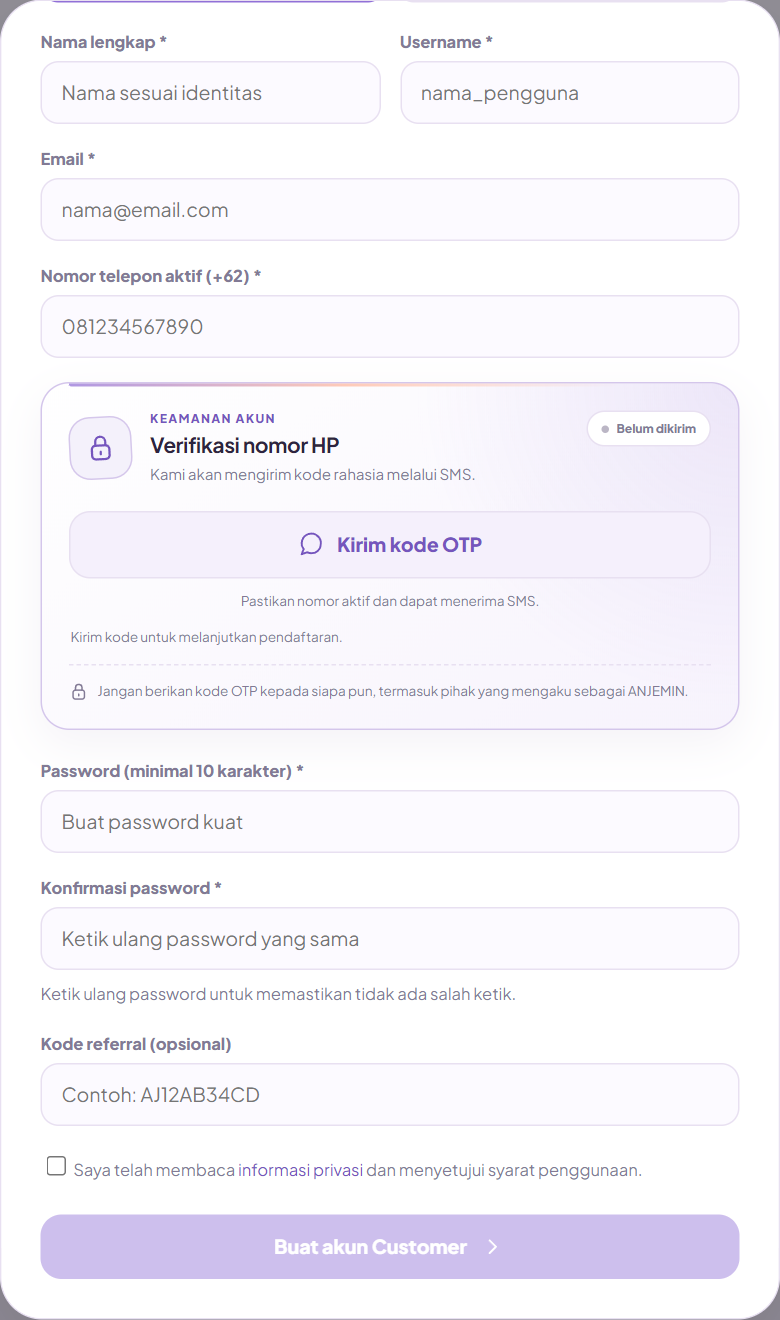 Nama lengkap *
Username *
Nama sesuai identitas
nama_pengguna
Email *
nama@email.com
Nomor telepon aktif (+62) *
081234567890
KEAMANAN AKUN
Verifikasi nomor HP
Kami akan mengirim kode rahasia melalui SMS.
Belum dikirim
Kirim kode OTP
Pastikan nomor aktif dan dapat menerima SMS.
Kirim kode untuk melanjutkan pendaftaran.
Jangan berikan kode OTP kepada siapa pun, termasuk pihak yang mengaku sebagai ANJEMIN.
Password (minimal 10 karakter) *
Buat password kuat
Konfirmasi password *
Ketik ulang password yang sama
Ketik ulang password untuk memastikan tidak ada salah ketik.
Kode referral (opsional)
Contoh: AJ12AB34CD
Saya telah membaca informasi privasi dan menyetujui syarat penggunaan.
Buat akun Customer